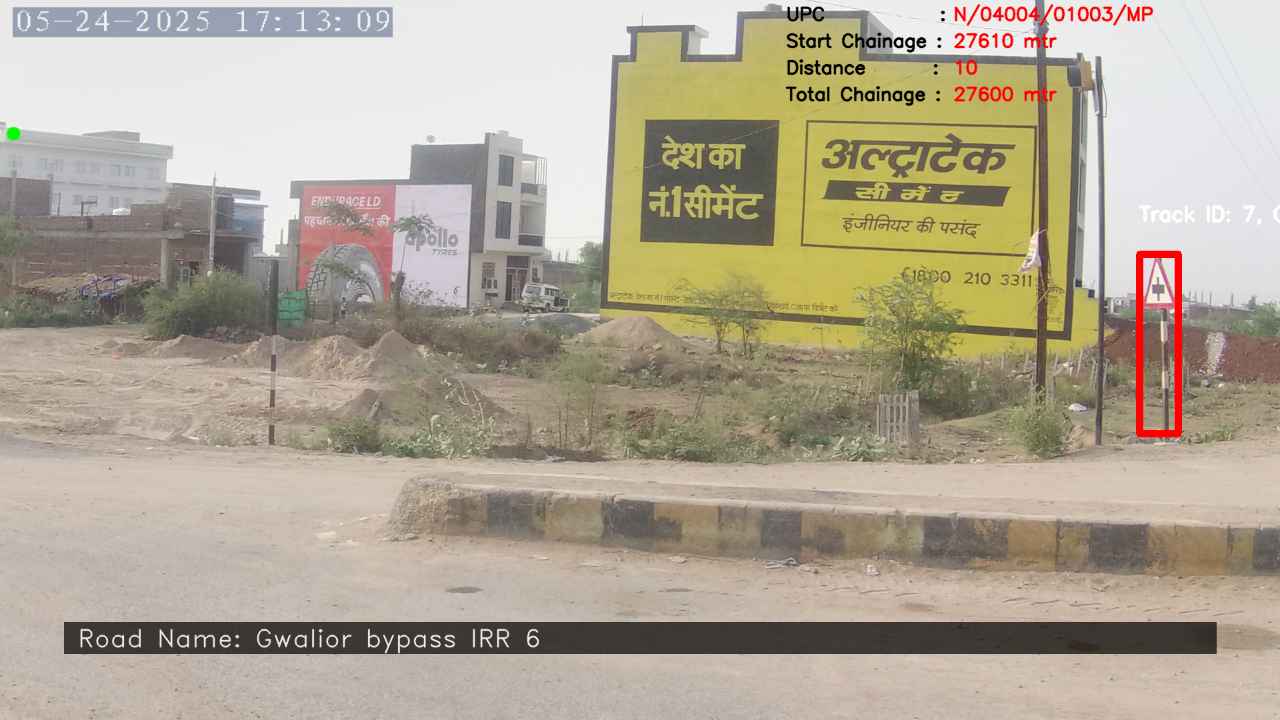 05-24-2025 17:13:09
UPC : N/04004/01003/MP
Start Chainage : 27610 mtr
Distance : 10
Total Chainage : 27600 mtr
देश का
नं.1 सीमेंट
अल्ट्राटेक
सीमेंट
इंजीनियर की पसंद
1800 210 3311
ENDURACE LD
की
apollo
TYRES
Track ID: 7,
Road Name: Gwalior bypass IRR 6